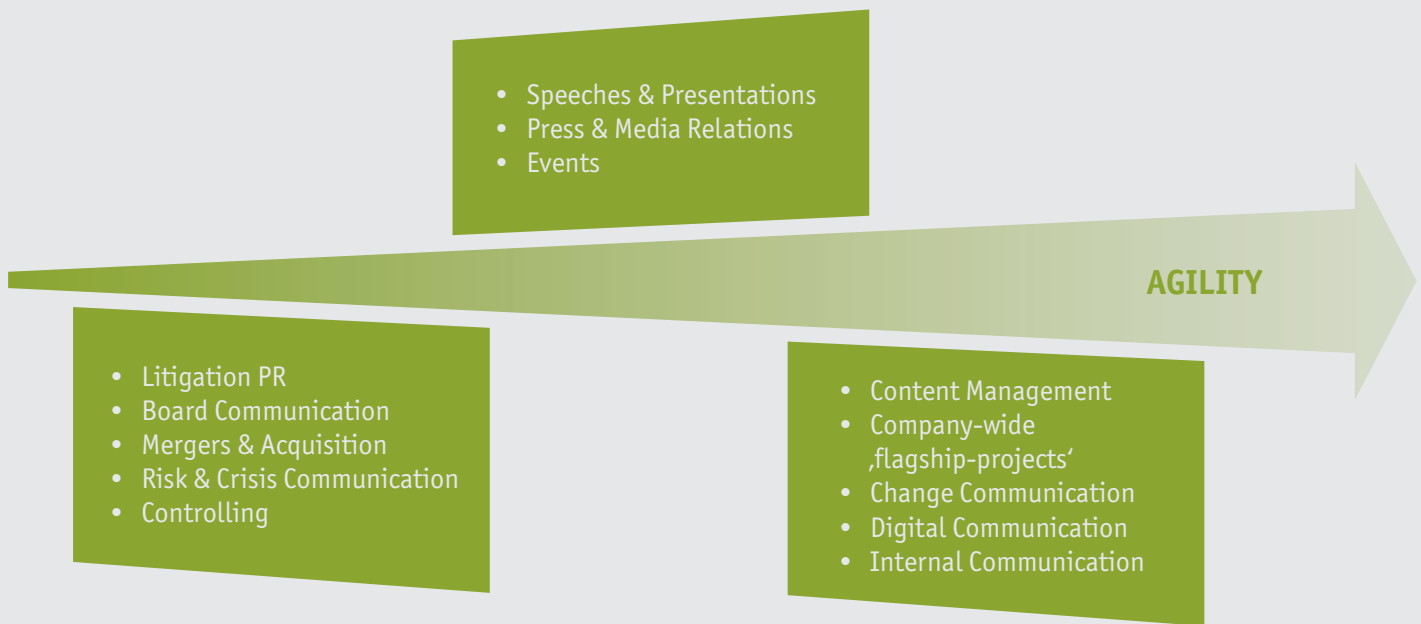 • Speeches & Presentations
• Press & Media Relations
• Events
AGILITY
• Litigation PR
• Board Communication
• Mergers & Acquisition
• Risk & Crisis Communication
• Controlling
• Content Management
• Company-wide
‚flagship-projects‘
• Change Communication
• Digital Communication
• Internal Communication